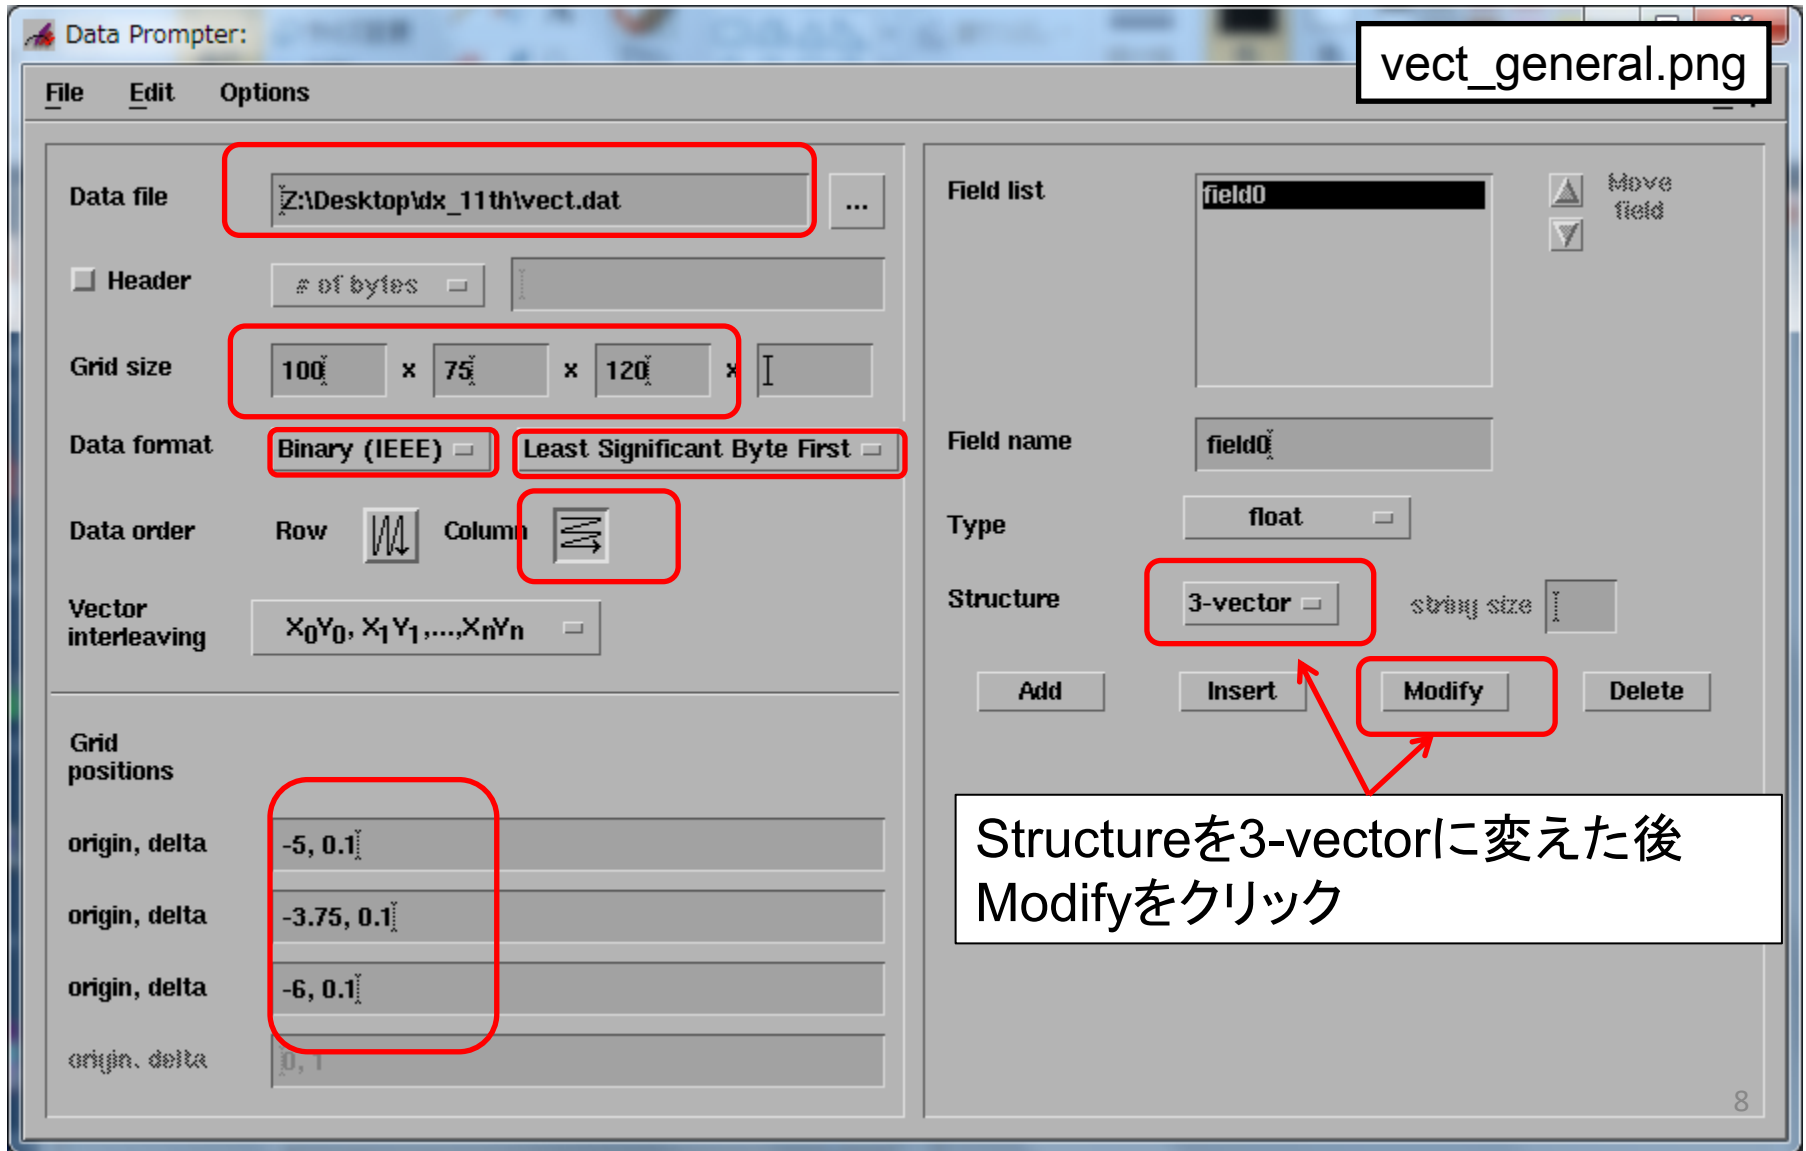 Data Prompter:
vect_general.png
File Edit Options
Data file Z:\Desktop\dx_11th\vect.dat ...
Header # of bytes
Grid size 100 x 75 x 120 x
Data format Binary (IEEE) Least Significant Byte First
Data order Row Column
Vector
interleaving X0Y0, X1Y1,...,XnYn
Grid
positions
origin, delta -5, 0.1
origin, delta -3.75, 0.1
origin, delta -6, 0.1
origin, delta 0, 1
Field list field0 Move
field
Field name field0
Type float
Structure 3-vector string size
Add Insert Modify Delete
Structureを3-vectorに変えた後
Modifyをクリック
8